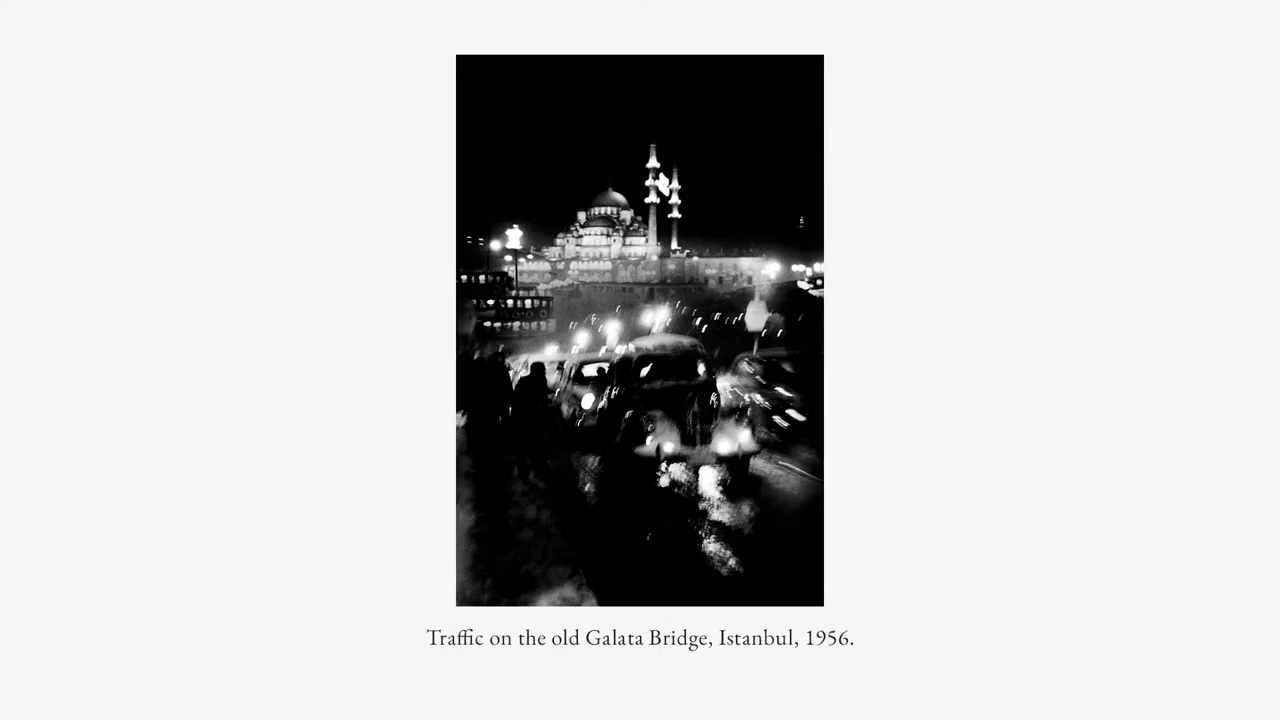 Traffic on the old Galata Bridge, Istanbul, 1956.